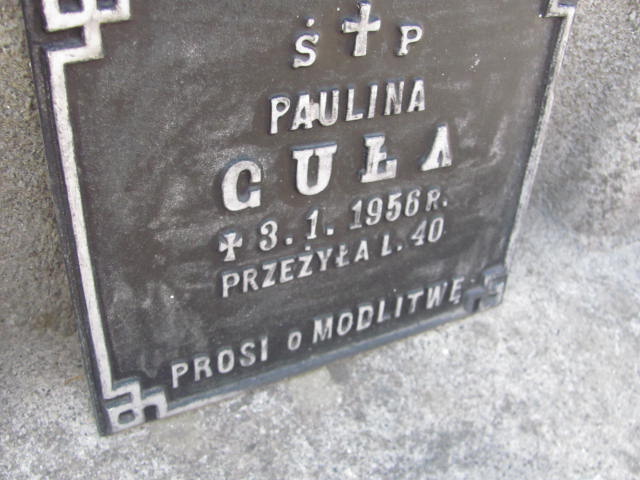 Ś ✝ P
PAULINA
GUŁA
✝ 3. 1. 1956 R.
PRZEŻYŁA L. 40
PROSI o MODLITWĘ